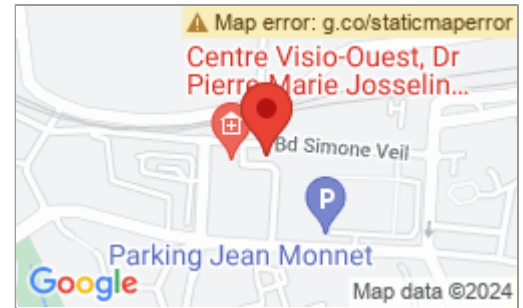 Map error: g.co/staticmaperror
Centre Visio-Ouest, Dr
Pierre Marie Josselin...
Bd Simone Veil
P
Parking Jean Monnet
Google
Map data ©2024